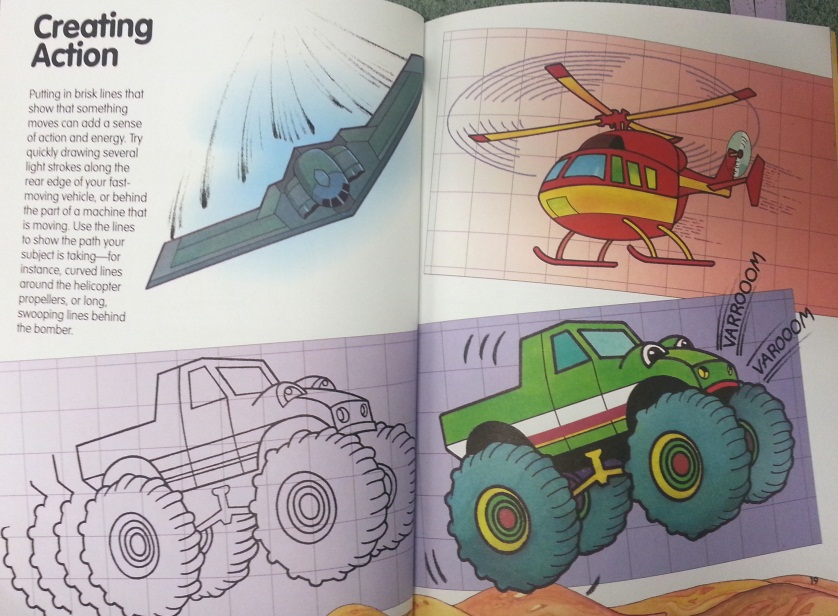 Creating
Action
Putting in brisk lines that
show that something
moves can add a sense
of action and energy. Try
quickly drawing several
light strokes along the
rear edge of your fast-
moving vehicle, or behind
the part of a machine that
is moving. Use the lines
to show the path your
subject is taking—for
instance, curved lines
around the helicopter
propellers, or long,
swooping lines behind
the bomber.
VARROOOM
VAROOOM
19